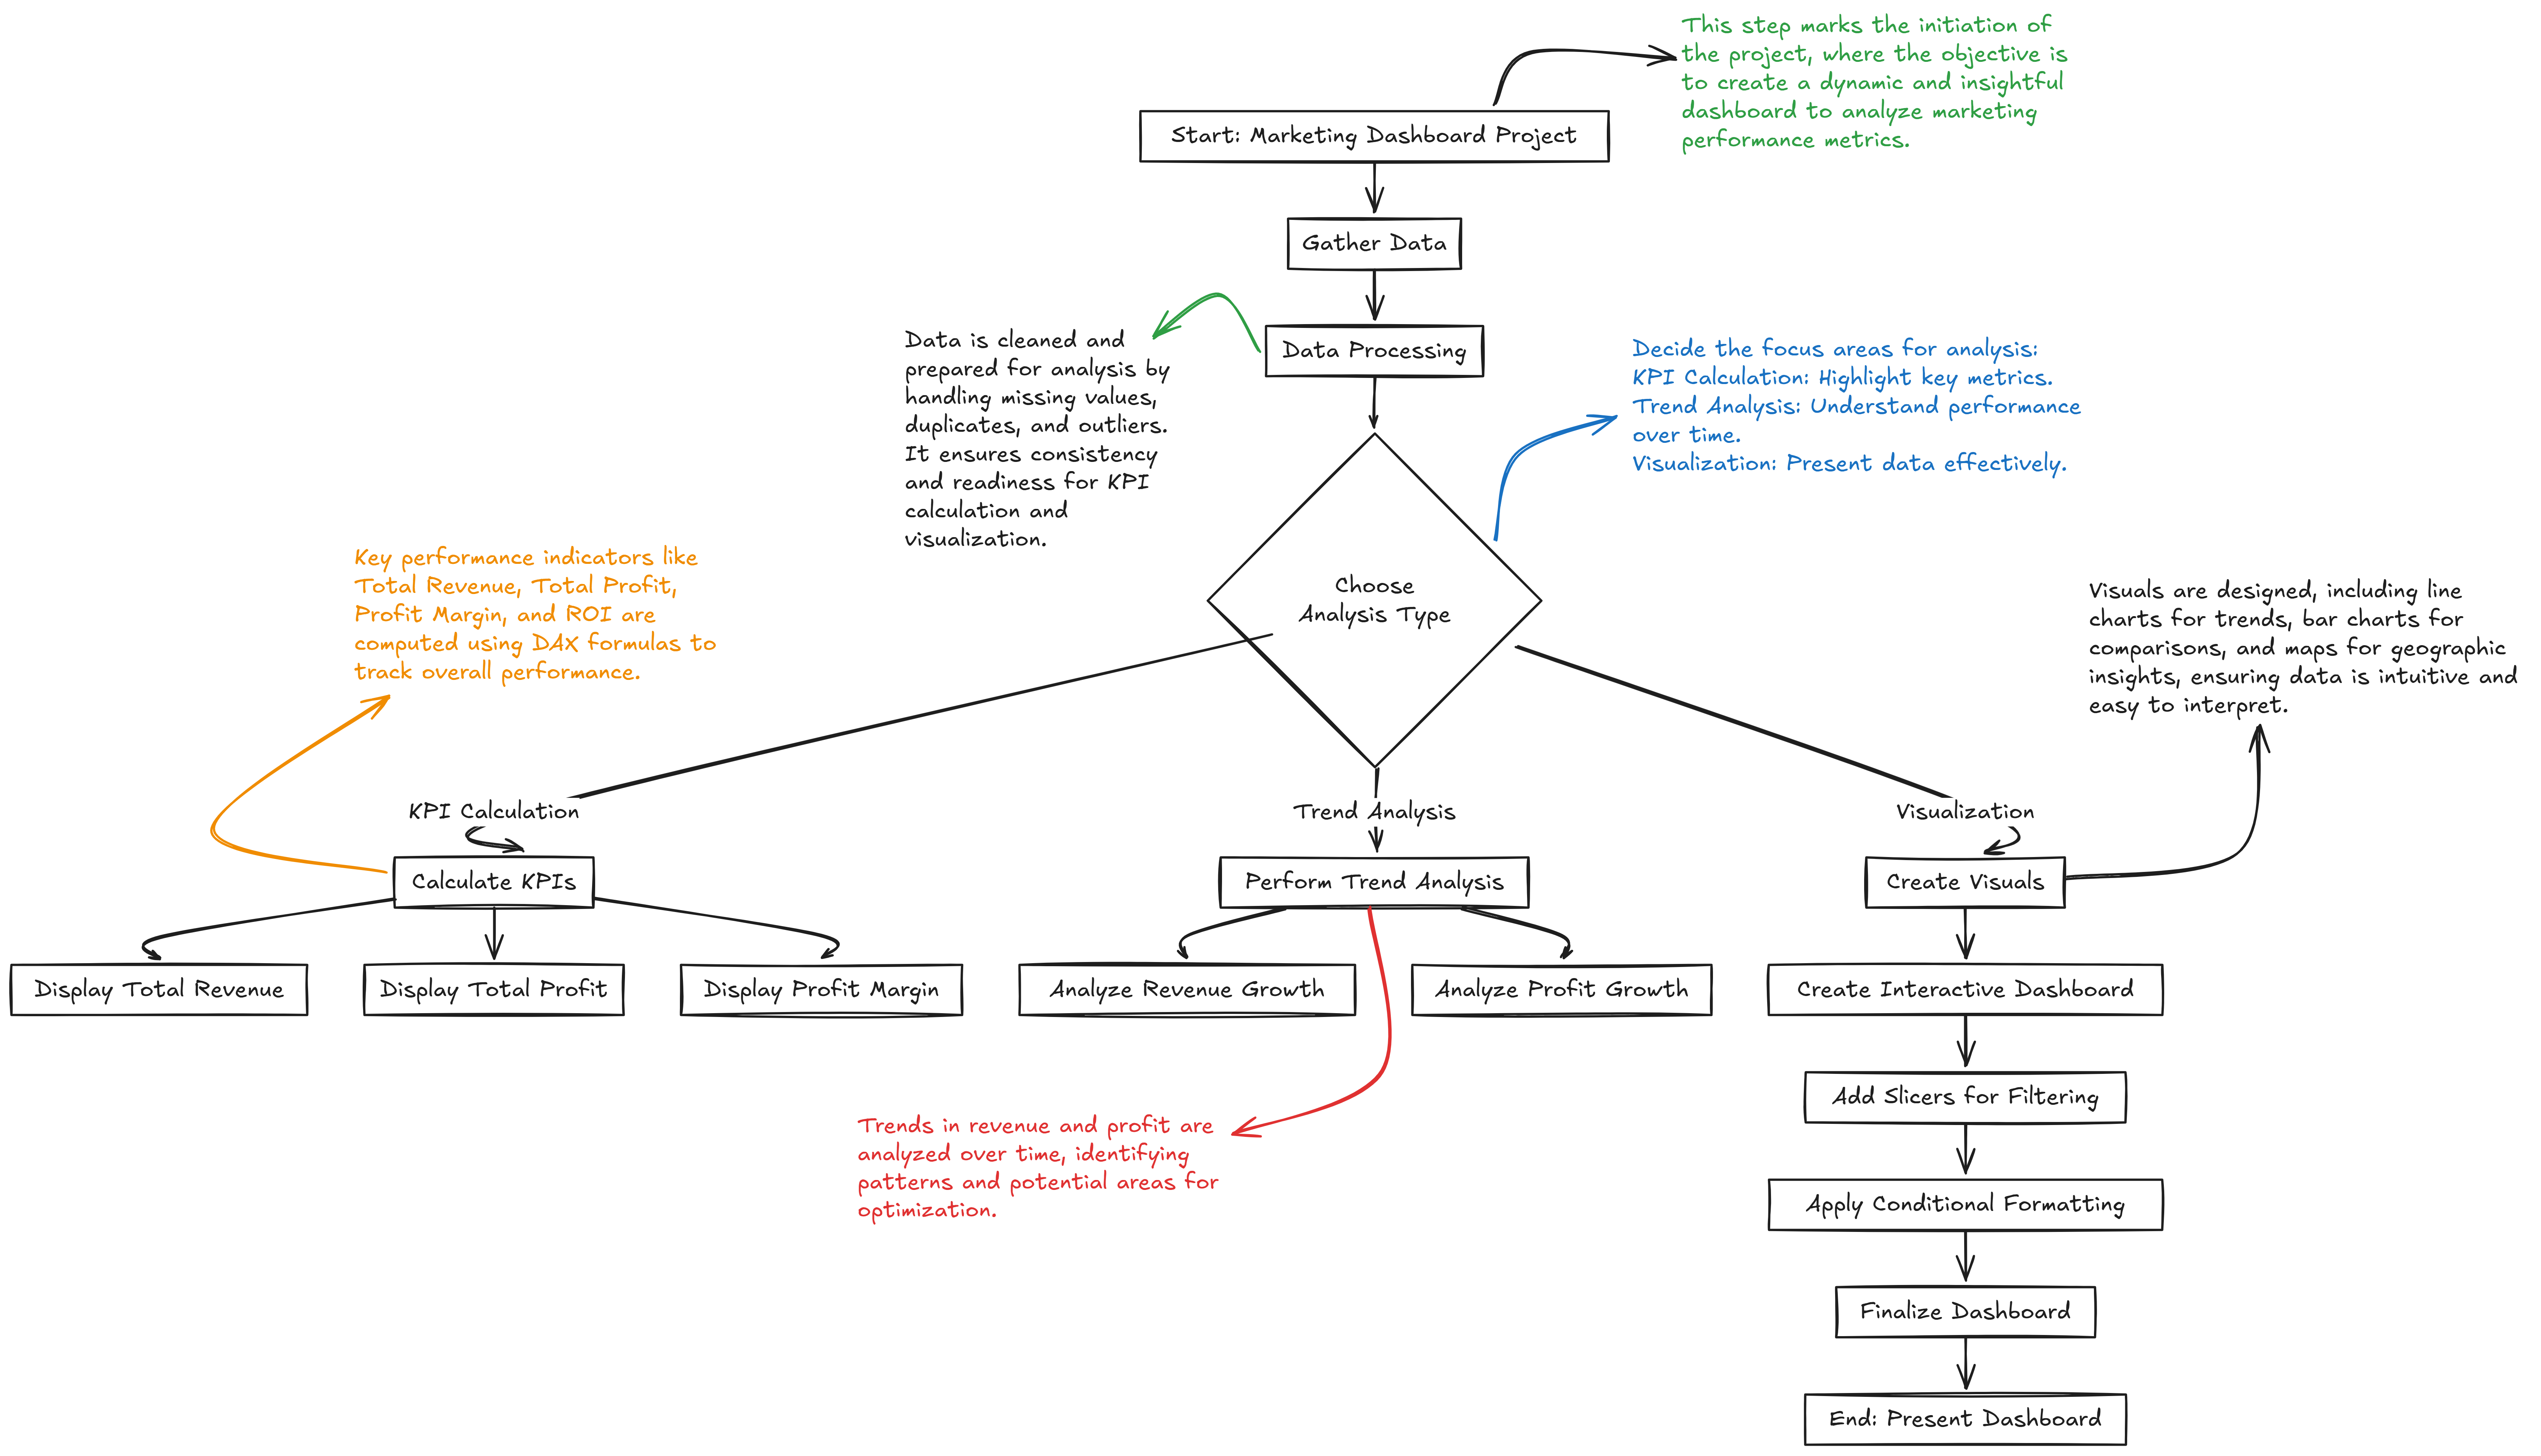 This step marks the initiation of
the project, where the objective is
to create a dynamic and insightful
dashboard to analyze marketing
performance metrics.
Start: Marketing Dashboard Project
Gather Data
Data Processing
Data is cleaned and
prepared for analysis by
handling missing values,
duplicates, and outliers.
It ensures consistency
and readiness for KPI
calculation and
visualization.
Decide the focus areas for analysis:
KPI Calculation: Highlight key metrics.
Trend Analysis: Understand performance
over time.
Visualization: Present data effectively.
Choose
Analysis Type
Key performance indicators like
Total Revenue, Total Profit,
Profit Margin, and ROI are
computed using DAX formulas to
track overall performance.
Visuals are designed, including line
charts for trends, bar charts for
comparisons, and maps for geographic
insights, ensuring data is intuitive and
easy to interpret.
KPI Calculation
Trend Analysis
Visualization
Calculate KPIs
Perform Trend Analysis
Create Visuals
Display Total Revenue
Display Total Profit
Display Profit Margin
Analyze Revenue Growth
Analyze Profit Growth
Create Interactive Dashboard
Add Slicers for Filtering
Trends in revenue and profit are
analyzed over time, identifying
patterns and potential areas for
optimization.
Apply Conditional Formatting
Finalize Dashboard
End: Present Dashboard